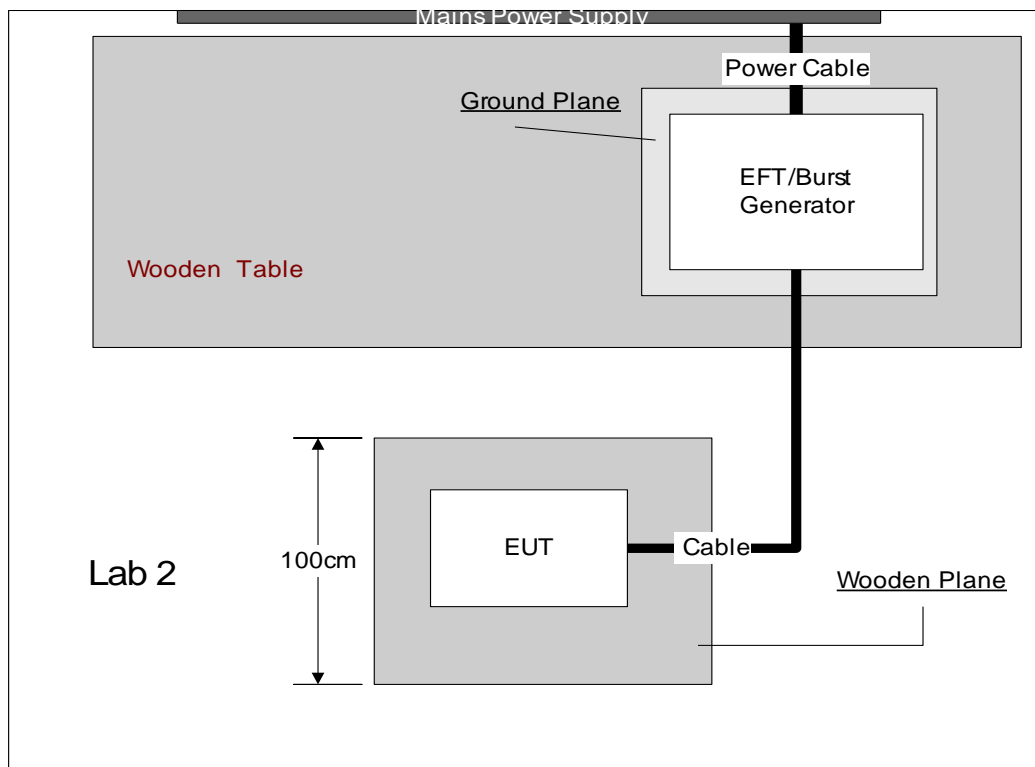 Mains Power Supply
Power Cable
Ground Plane
EFT/Burst
Generator
Wooden Table
EUT
Cable
100cm
Lab 2
Wooden Plane